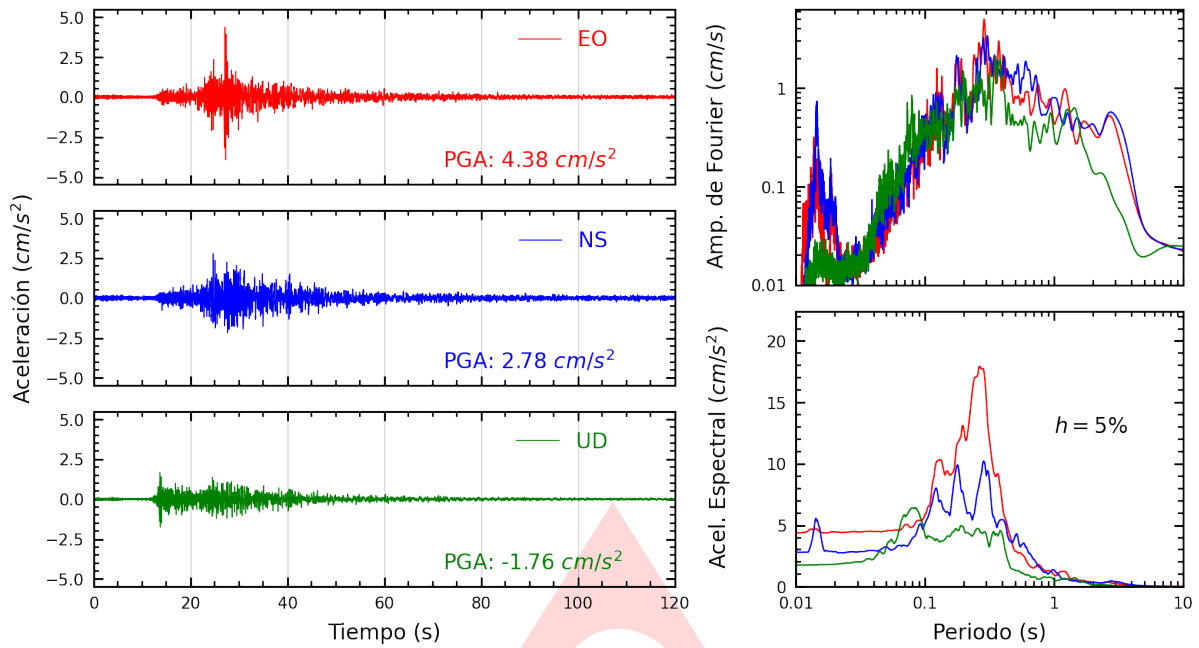 Aceleración (cm/s²)
5.0
2.5
0.0
−2.5
−5.0
EO
PGA: 4.38 cm/s²
5.0
2.5
0.0
−2.5
−5.0
NS
PGA: 2.78 cm/s²
5.0
2.5
0.0
−2.5
−5.0
UD
PGA: -1.76 cm/s²
0 20 40 60 80 100 120
Tiempo (s)
Amp. de Fourier (cm/s)
1
0.1
0.01
Acel. Espectral (cm/s²)
20
15
10
5
0
h = 5%
0.01 0.1 1 10
Periodo (s)